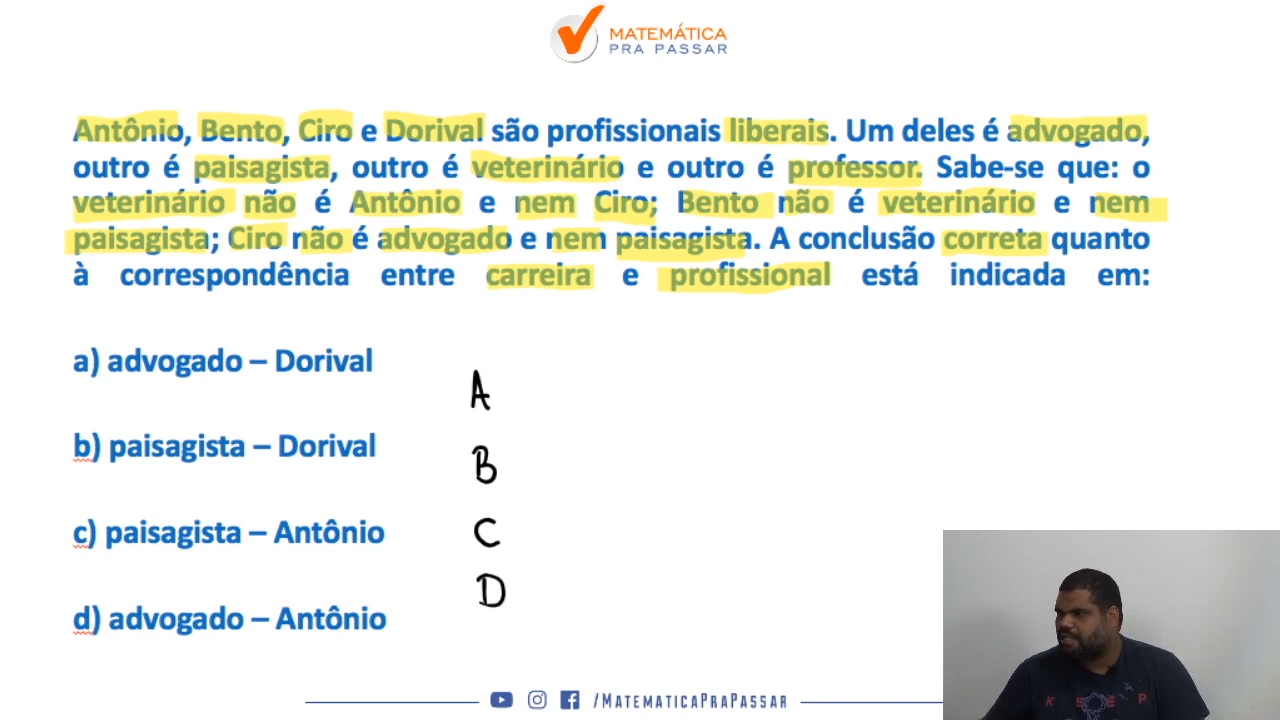 MATEMÁTICA
PRA PASSAR
Antônio, Bento, Ciro e Dorival são profissionais liberais. Um deles é advogado,
outro é paisagista, outro é veterinário e outro é professor. Sabe-se que: o
veterinário não é Antônio e nem Ciro; Bento não é veterinário e nem
paisagista; Ciro não é advogado e nem paisagista. A conclusão correta quanto
à correspondência entre carreira e profissional está indicada em:
a) advogado – Dorival
b) paisagista – Dorival
c) paisagista – Antônio
d) advogado – Antônio
A
B
C
D
K E E P
/MATEMATICAPRAPASSAR